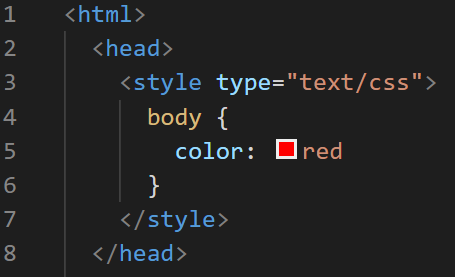 1 <html>
2 <head>
3 <style type="text/css">
4 body {
5 color: red
6 }
7 </style>
8 </head>